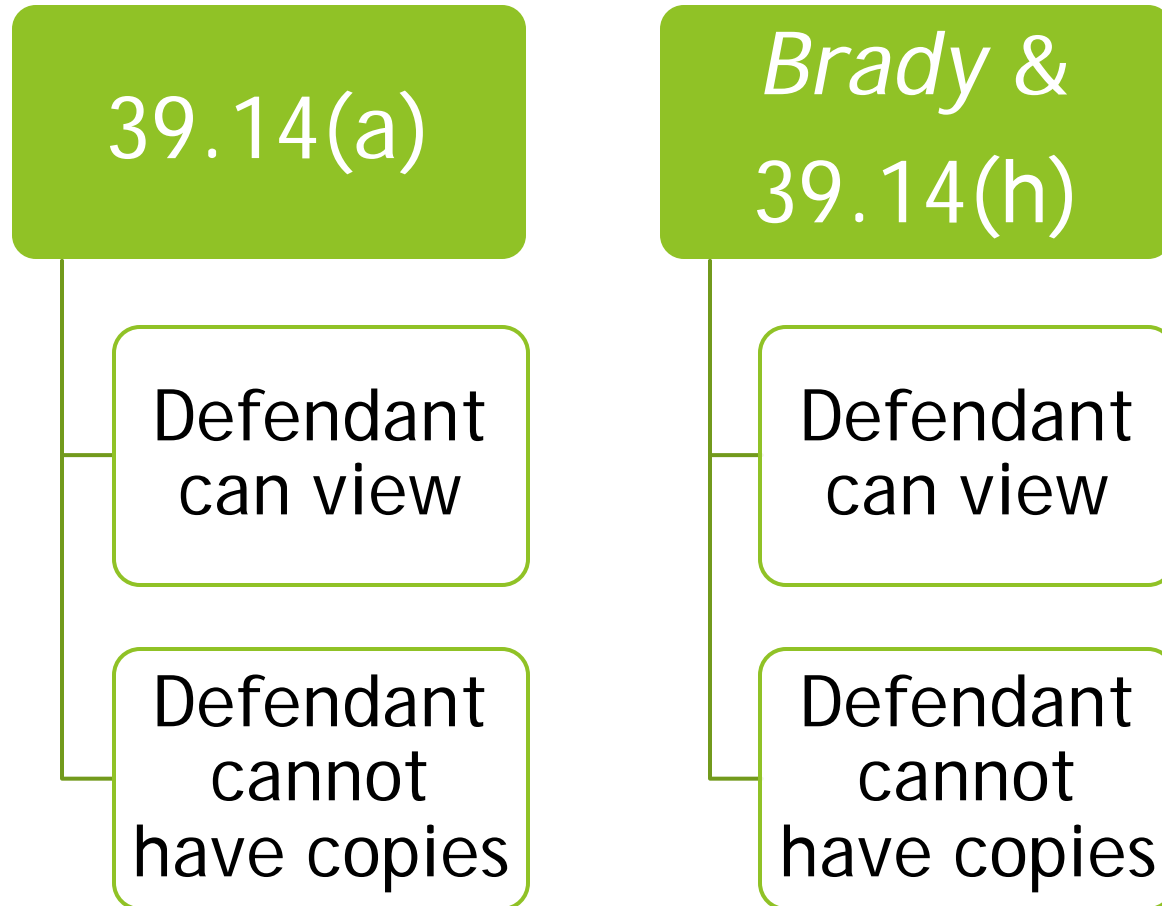 39.14(a)
Defendant
can view
Defendant
cannot
have copies
Brady &
39.14(h)
Defendant
can view
Defendant
cannot
have copies